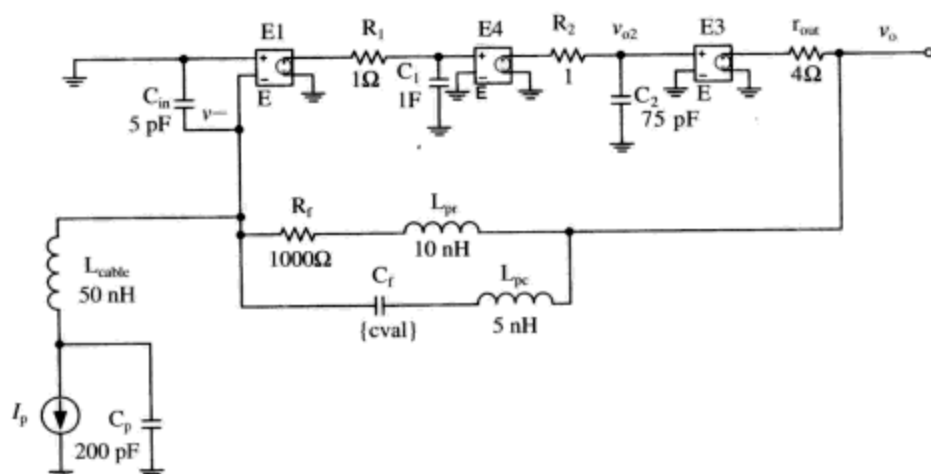 E1
R1
E4
R2
vo2
E3
rout
vo
+
−
E
1Ω
C1
1F
+
−
E
1
C2
75 pF
+
−
E
4Ω
Cin
5 pF
v−
Rf
1000Ω
Lpr
10 nH
Lcable
50 nH
Cf
{cval}
Lpc
5 nH
Ip
Cp
200 pF